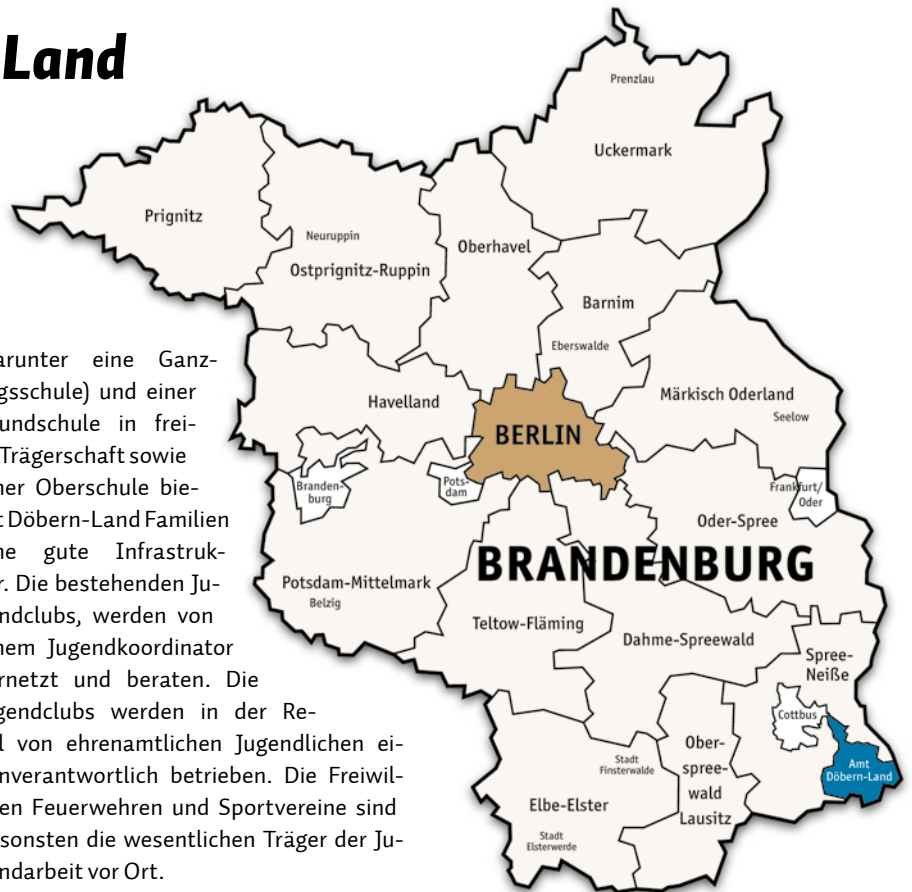 Land
arunter eine Ganz-
gsschule) und einer
undschule in frei-
Trägerschaft sowie
ner Oberschule bie-
t Döbern-Land Familien
ne gute Infrastruk-
r. Die bestehenden Ju-
ndclubs, werden von
nem Jugendkoordinator
rnetzt und beraten. Die
gendclubs werden in der Re-
l von ehrenamtlichen Jugendlichen ei-
nverantwortlich betrieben. Die Freiwil-
en Feuerwehren und Sportvereine sind
sonsten die wesentlichen Träger der Ju-
ndarbeit vor Ort.
Prenzlau
Uckermark
Prignitz
Neuruppin
Ostprignitz-Ruppin
Oberhavel
Barnim
Eberswalde
Havelland
Märkisch Oderland
Seelow
BERLIN
Branden-
burg
Pots-
dam
Frankfurt/
Oder
Oder-Spree
BRANDENBURG
Potsdam-Mittelmark
Belzig
Teltow-Fläming
Dahme-Spreewald
Spree-
Neiße
Cottbus
Amt
Döbern-Land
Ober-
spree-
wald
Lausitz
Stadt
Finsterwalde
Elbe-Elster
Stadt
Elsterwerde